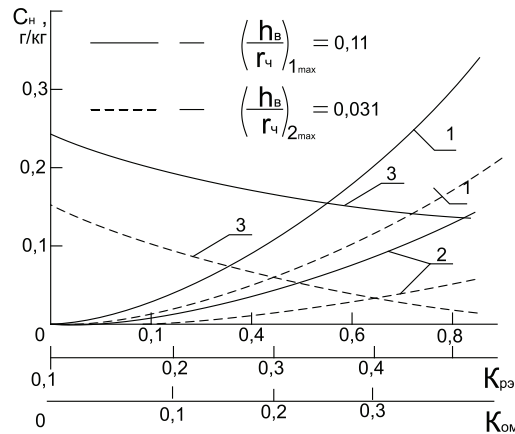 Cн ,
г/кг
(hв/rч)1max = 0,11
(hв/rч)2max = 0,031
0,3
0,2
0,1
0
1
3
1
3
2
0,1 0,4 0,6 0,8
0,1 0,2 0,3 0,4 Kрэ
0 0,1 0,2 0,3 Kом